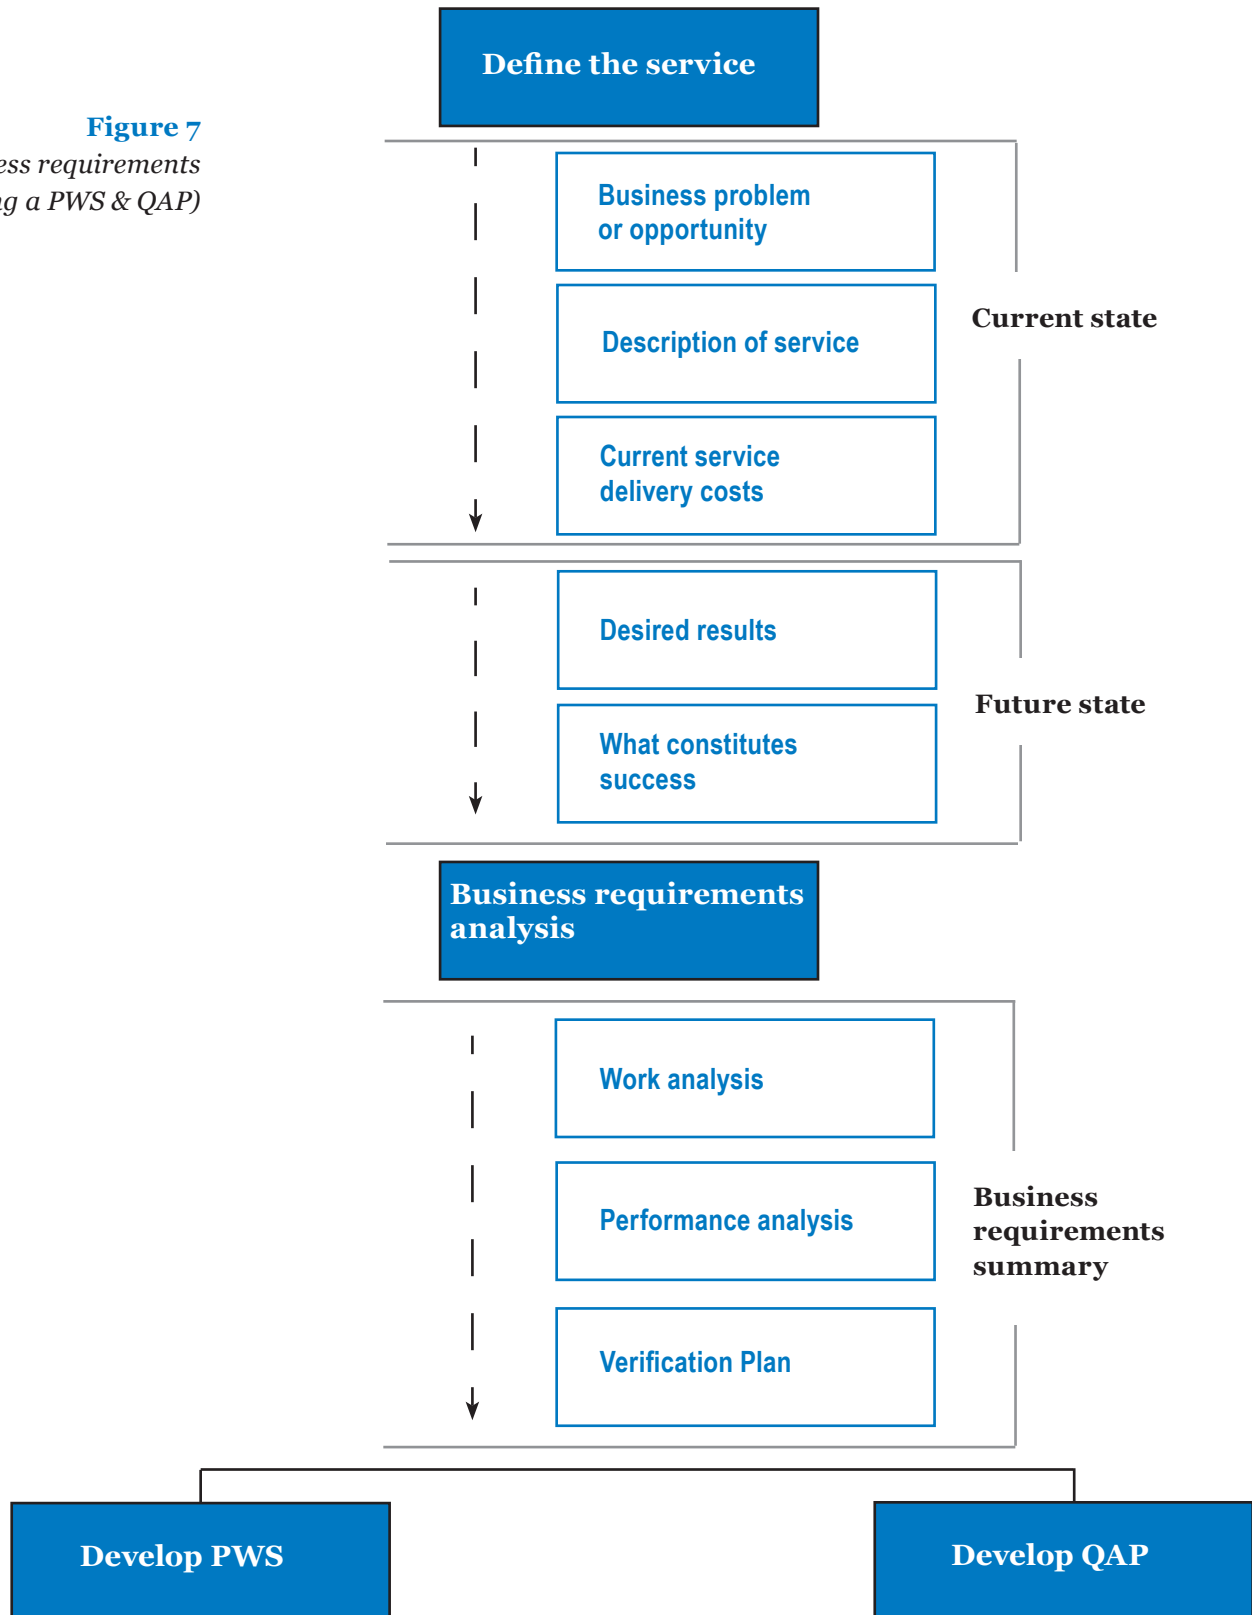 Define the service
Figure 7
ess requirements
g a PWS & QAP)
Business problem
or opportunity
Current state
Description of service
Current service
delivery costs
Desired results
Future state
What constitutes
success
Business requirements
analysis
Work analysis
Performance analysis
Business
requirements
summary
Verification Plan
Develop PWS
Develop QAP